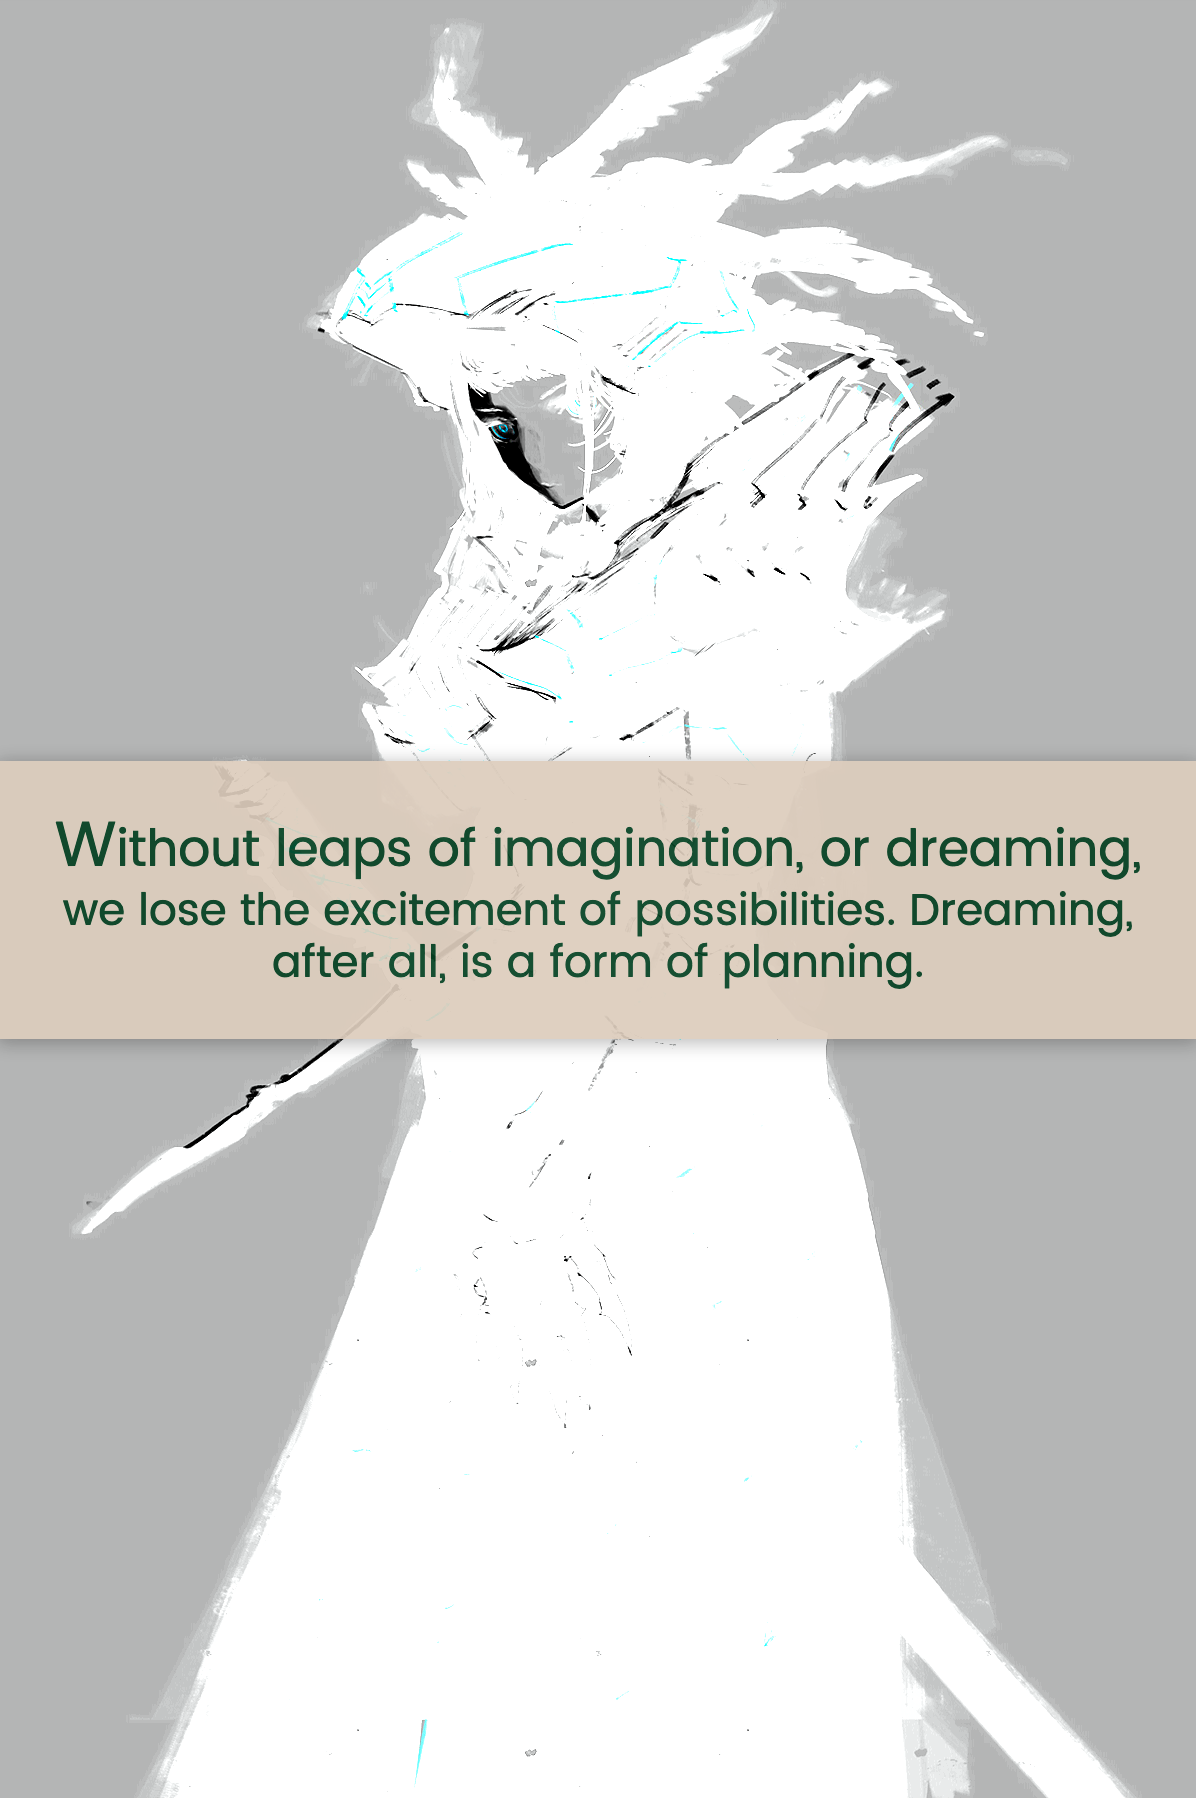 Without leaps of imagination, or dreaming,
we lose the excitement of possibilities. Dreaming,
after all, is a form of planning.